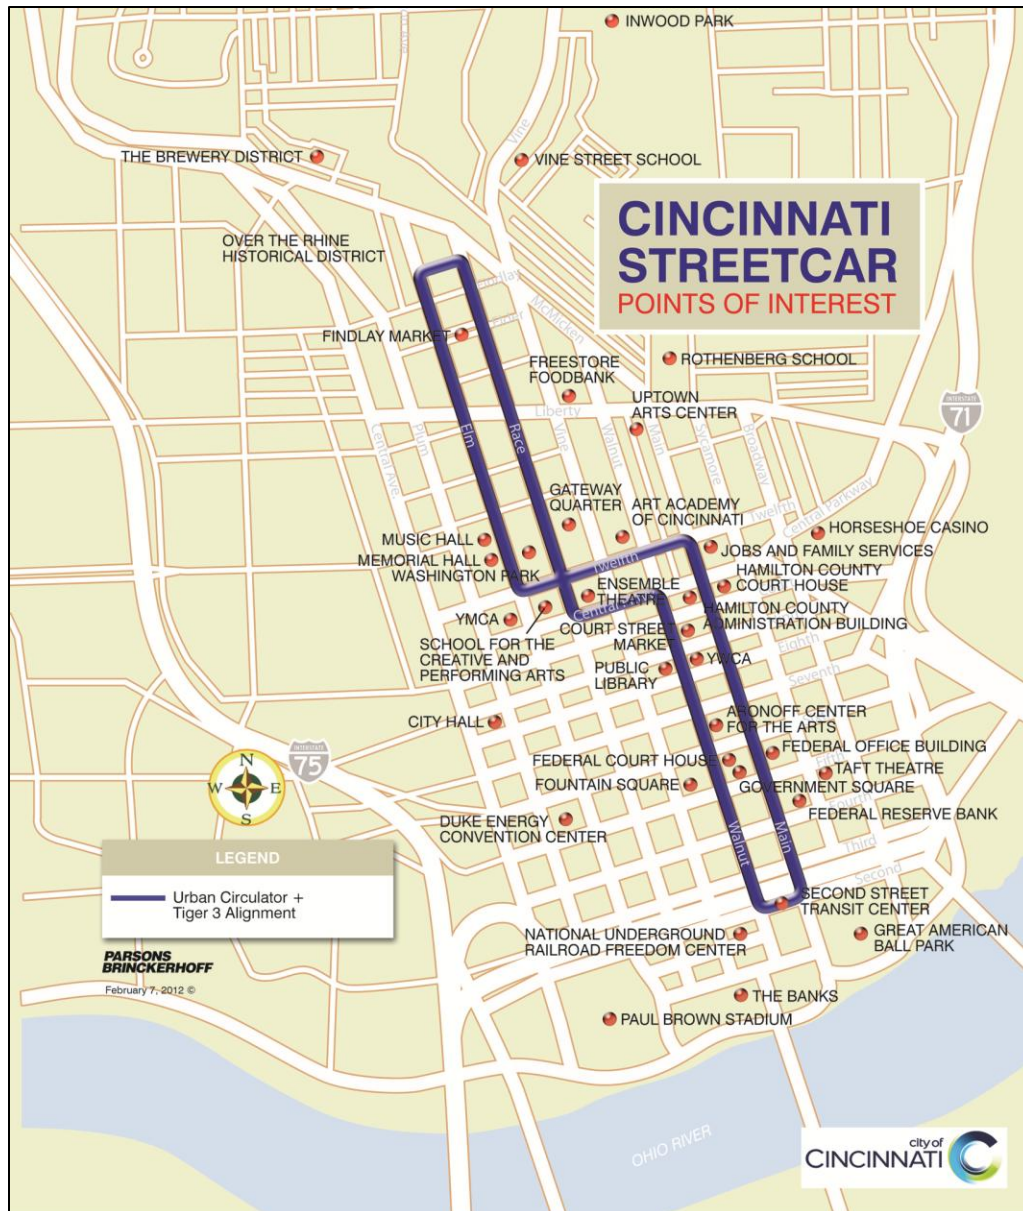 INWOOD PARK
Vine
THE BREWERY DISTRICT
VINE STREET SCHOOL
CINCINNATI
STREETCAR
POINTS OF INTEREST
OVER THE RHINE
HISTORICAL DISTRICT
Findlay
McMicken
FINDLAY MARKET
Elder
ROTHENBERG SCHOOL
FREESTORE
FOODBANK
UPTOWN
ARTS CENTER
INTERSTATE
71
Liberty
Central Ave.
Plum
Elm
Race
Vine
Walnut
Main
Sycamore
Broadway
GATEWAY
QUARTER
ART ACADEMY
OF CINCINNATI
Twelfth
Central Parkway
HORSESHOE CASINO
MUSIC HALL
MEMORIAL HALL
WASHINGTON PARK
Twelfth
JOBS AND FAMILY SERVICES
HAMILTON COUNTY
COURT HOUSE
ENSEMBLE
THEATRE
Central
YMCA
SCHOOL FOR THE
CREATIVE AND
PERFORMING ARTS
COURT STREET
MARKET
HAMILTON COUNTY
ADMINISTRATION BUILDING
Eighth
PUBLIC
LIBRARY
YWCA
Seventh
CITY HALL
ARONOFF CENTER
FOR THE ARTS
INTERSTATE
75
N
W E
S
FEDERAL COURT HOUSE
FEDERAL OFFICE BUILDING
Fifth
TAFT THEATRE
FOUNTAIN SQUARE
GOVERNMENT SQUARE
Fourth
FEDERAL RESERVE BANK
DUKE ENERGY
CONVENTION CENTER
Walnut
Main
Third
Second
LEGEND
Urban Circulator +
Tiger 3 Alignment
SECOND STREET
TRANSIT CENTER
NATIONAL UNDERGROUND
RAILROAD FREEDOM CENTER
GREAT AMERICAN
BALL PARK
PARSONS
BRINCKERHOFF
February 7, 2012 ©
THE BANKS
PAUL BROWN STADIUM
OHIO RIVER
city of
CINCINNATI